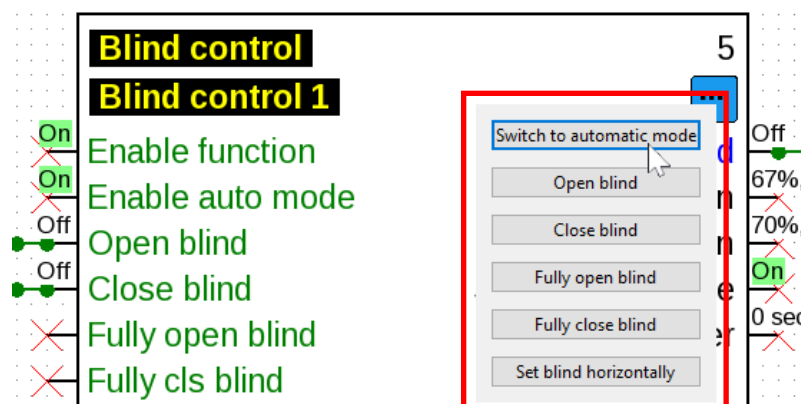 Blind control 5
Blind control 1
Switch to automatic mode
On Enable function d Off
Open blind
On Enable auto mode n 67%,
Off Open blind Close blind n 70%,
Off Close blind Fully open blind e On
Fully open blind Fully close blind er 0 sec
Fully cls blind Set blind horizontally